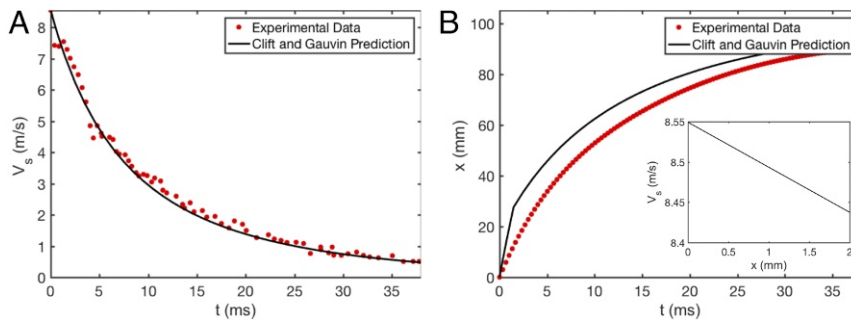 A
Experimental Data
Clift and Gauvin Prediction
8
7
6
5
4
3
2
1
0
V_s (m/s)
0 5 10 15 20 25 30 35
t (ms)
B
Experimental Data
Clift and Gauvin Prediction
100
80
60
40
20
0
x (mm)
0 5 10 15 20 25 30 35
t (ms)
8.55
8.5
8.45
8.4
V_s (m/s)
0 0.5 1 1.5 2
x (mm)